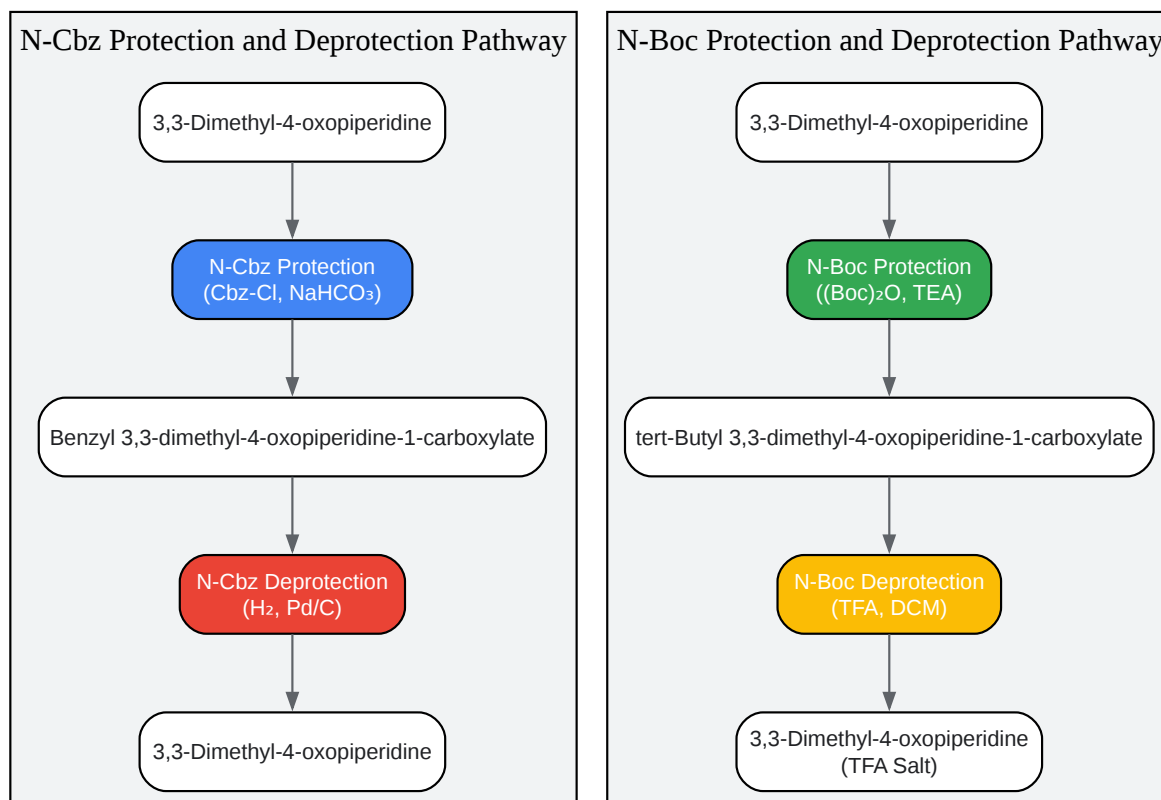 N-Cbz Protection and Deprotection Pathway
3,3-Dimethyl-4-oxopiperidine
N-Cbz Protection
(Cbz-Cl, NaHCO₃)
Benzyl 3,3-dimethyl-4-oxopiperidine-1-carboxylate
N-Cbz Deprotection
(H₂, Pd/C)
3,3-Dimethyl-4-oxopiperidine
N-Boc Protection and Deprotection Pathway
3,3-Dimethyl-4-oxopiperidine
N-Boc Protection
((Boc)₂O, TEA)
tert-Butyl 3,3-dimethyl-4-oxopiperidine-1-carboxylate
N-Boc Deprotection
(TFA, DCM)
3,3-Dimethyl-4-oxopiperidine
(TFA Salt)